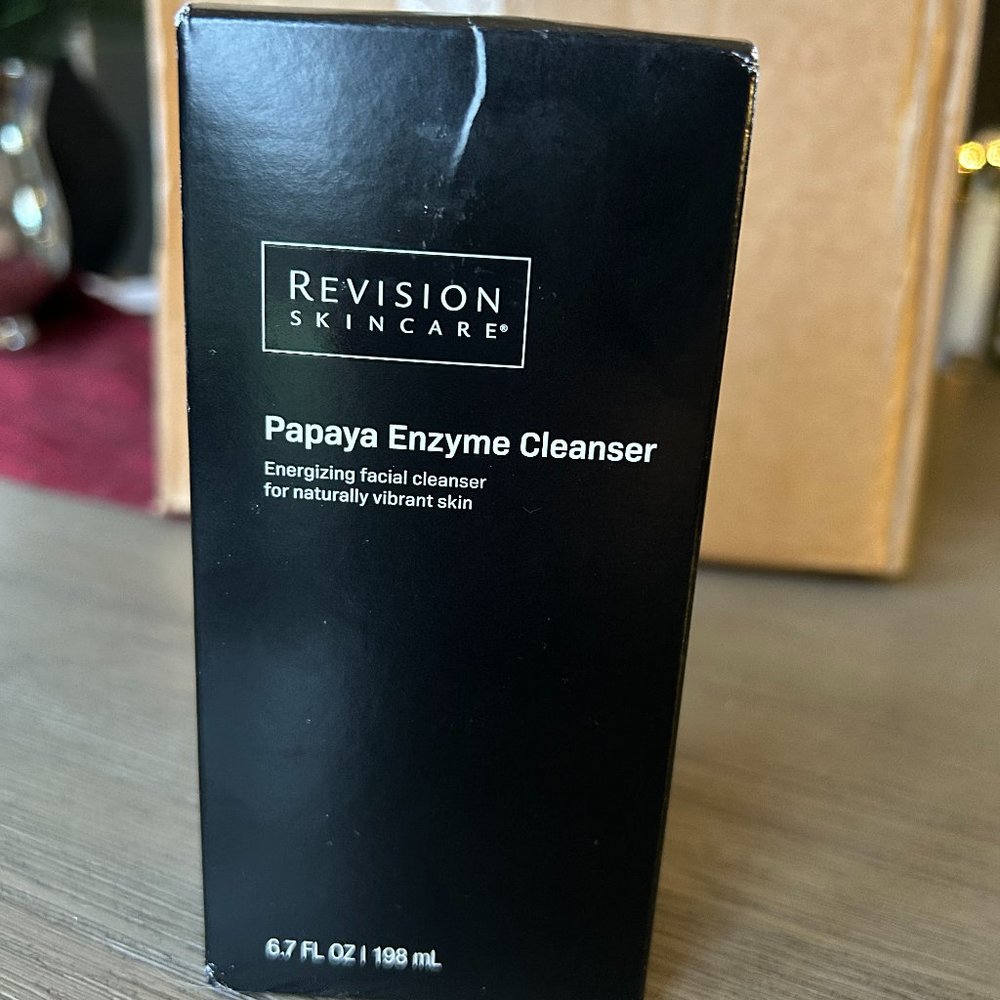 REVISION
SKINCARE®
Papaya Enzyme Cleanser
Energizing facial cleanser
for naturally vibrant skin
6.7 FL OZ | 198 mL